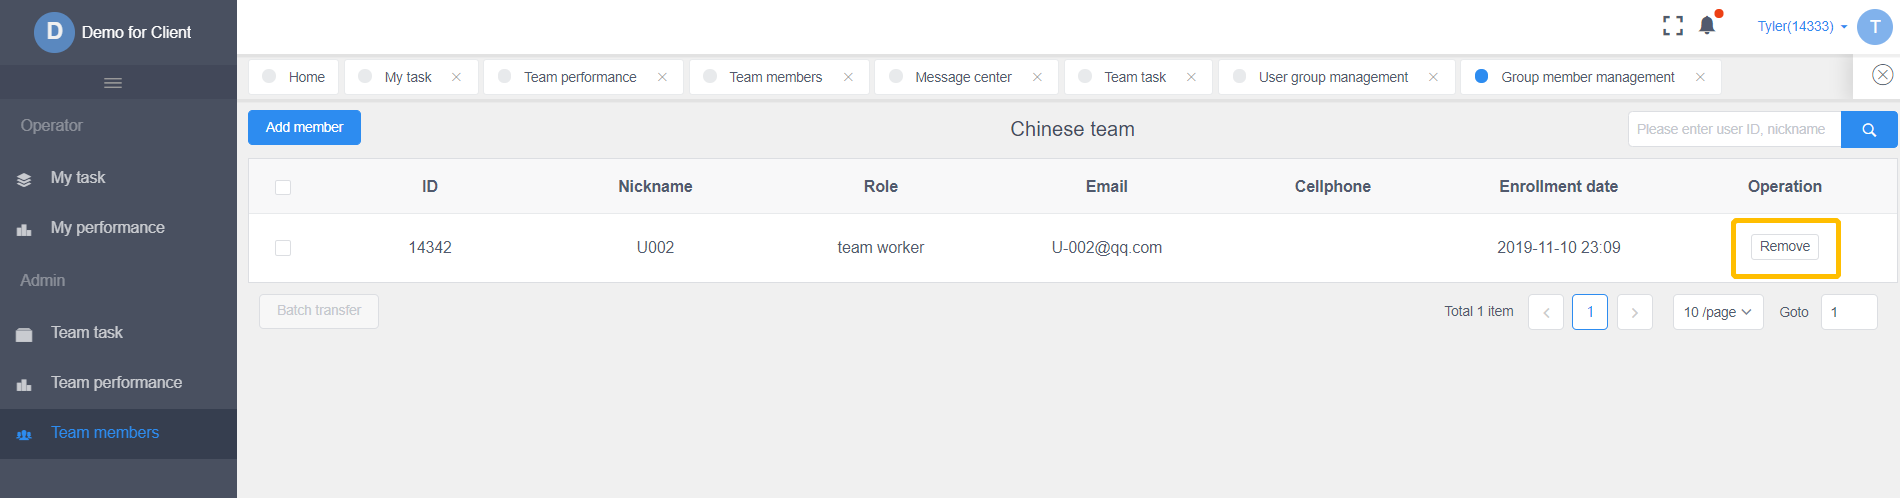 D Demo for Client
Tyler(14333) T
Home My task Team performance Team members Message center Team task User group management Group member management
Operator
My task
My performance
Admin
Team task
Team performance
Team members
Add member Chinese team Please enter user ID, nickname
ID Nickname Role Email Cellphone Enrollment date Operation
14342 U002 team worker U-002@qq.com 2019-11-10 23:09 Remove
Batch transfer Total 1 item 1 10 /page Goto 1